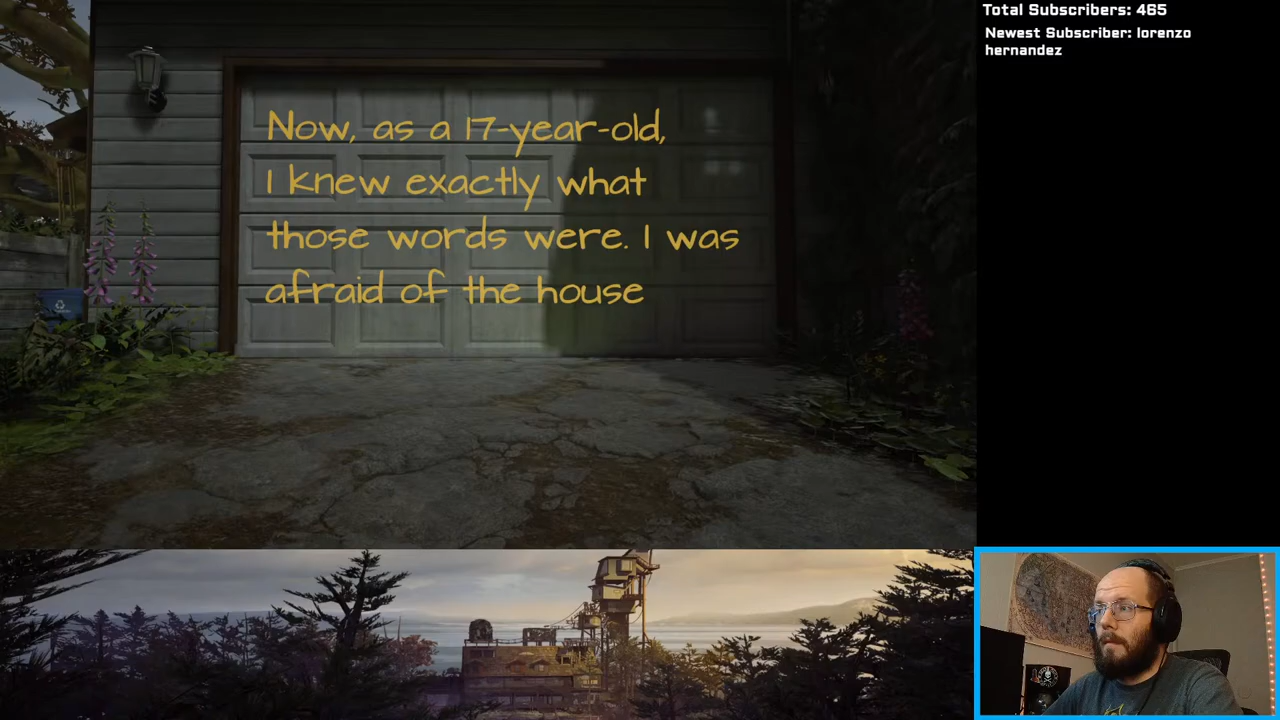 Total Subscribers: 465
Newest Subscriber: lorenzo
hernandez
Now, as a 17-year-old,
I knew exactly what
those words were. I was
afraid of the house